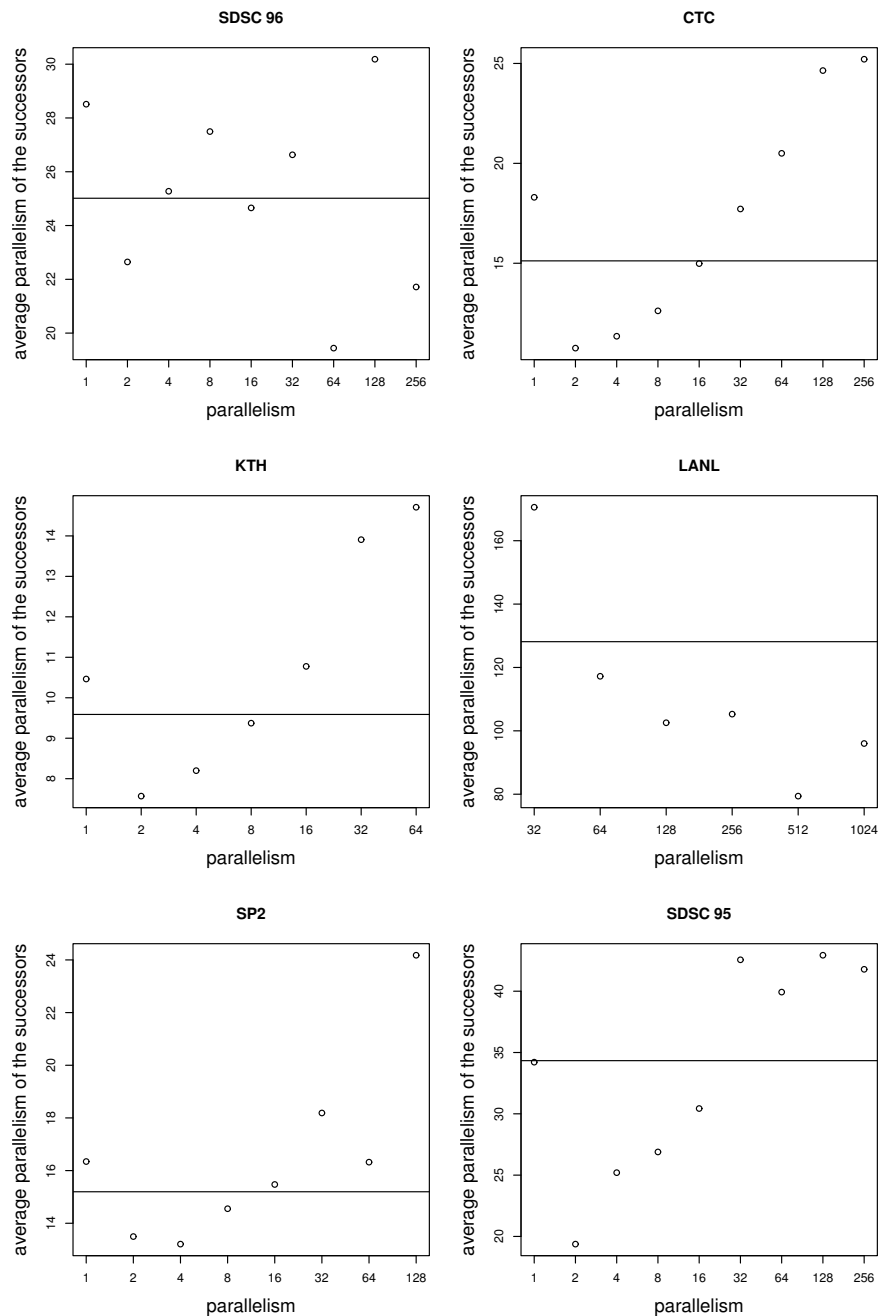 SDSC 96
average parallelism of the successors
30
28
26
24
22
20
1 2 4 8 16 32 64 128 256
parallelism
CTC
average parallelism of the successors
25
20
15
1 2 4 8 16 32 64 128 256
parallelism
KTH
average parallelism of the successors
14
13
12
11
10
9
8
1 2 4 8 16 32 64
parallelism
LANL
average parallelism of the successors
160
140
120
100
80
32 64 128 256 512 1024
parallelism
SP2
average parallelism of the successors
24
22
20
18
16
14
1 2 4 8 16 32 64 128
parallelism
SDSC 95
average parallelism of the successors
40
35
30
25
20
1 2 4 8 16 32 64 128 256
parallelism